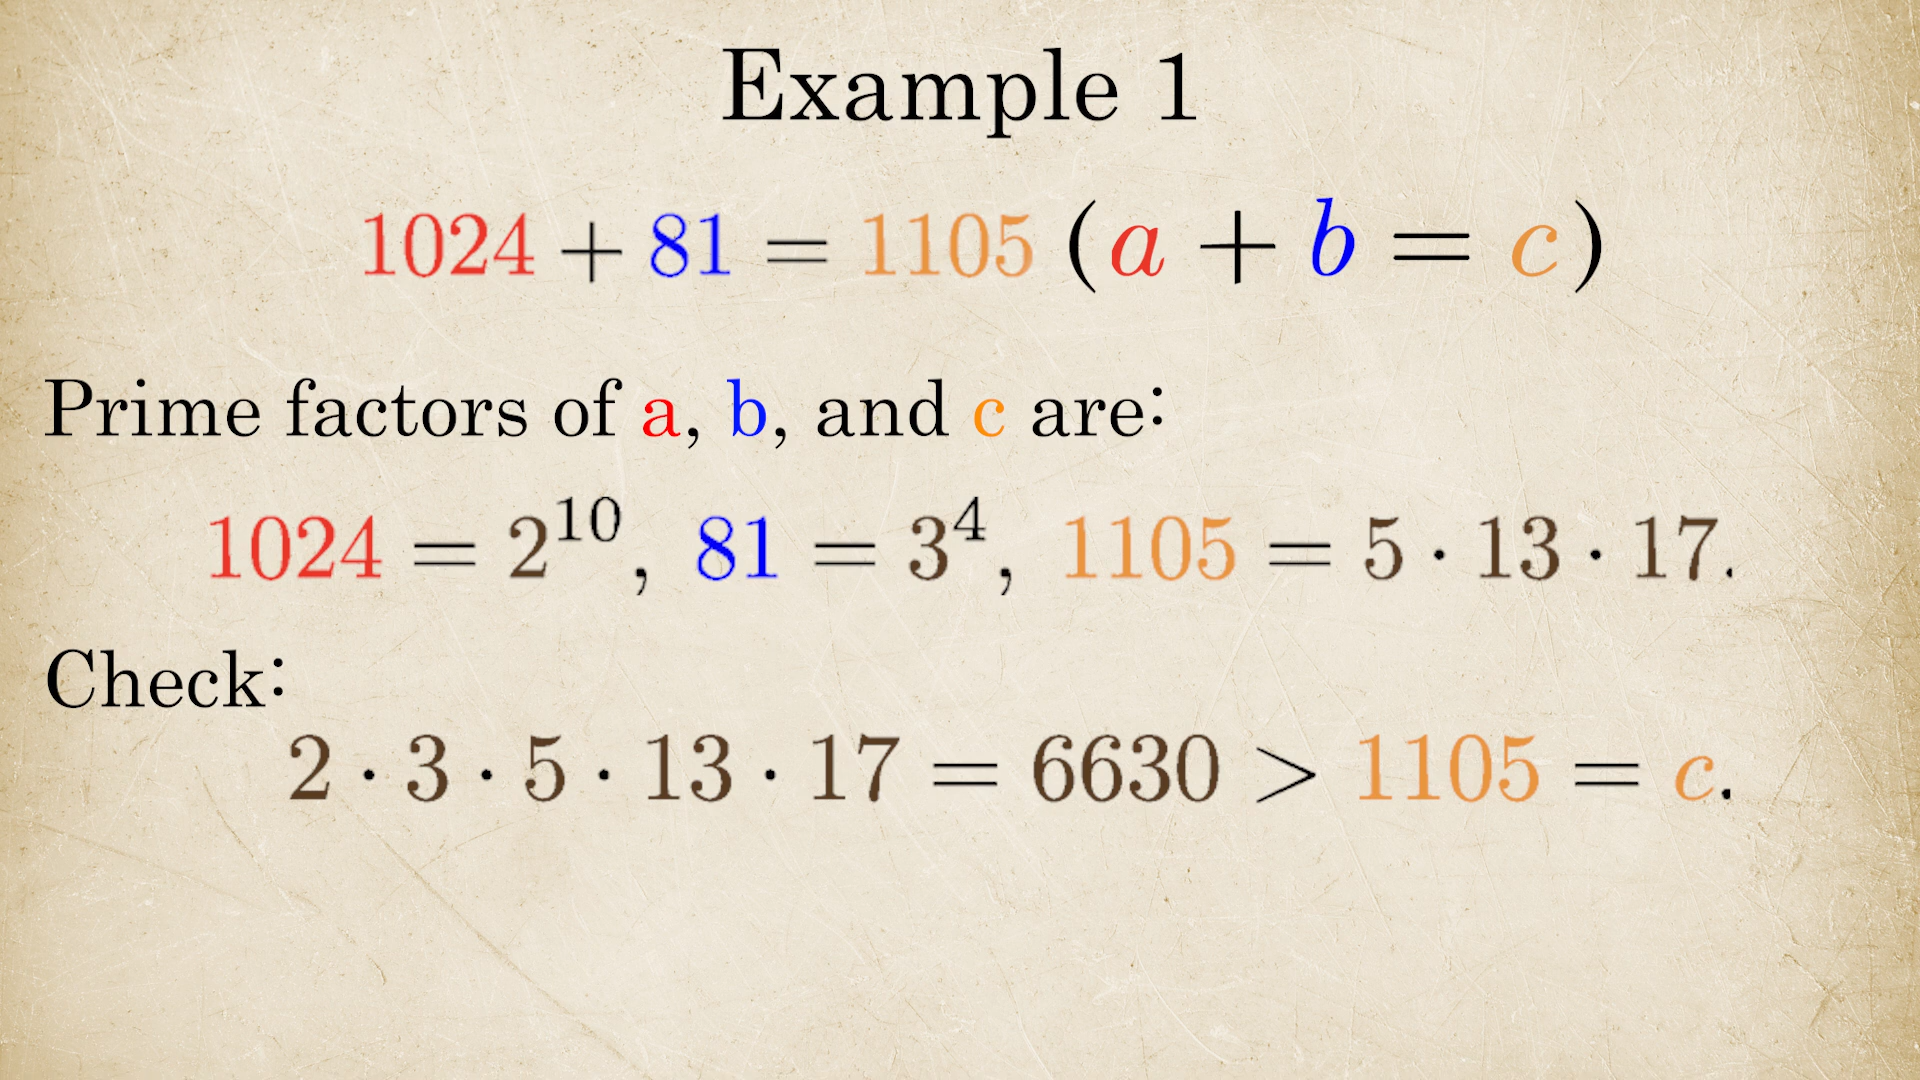 Example 1
1024 + 81 = 1105 (a + b = c)
Prime factors of a, b, and c are:
1024 = 2^{10}, 81 = 3^4, 1105 = 5 · 13 · 17.
Check:
2 · 3 · 5 · 13 · 17 = 6630 > 1105 = c.